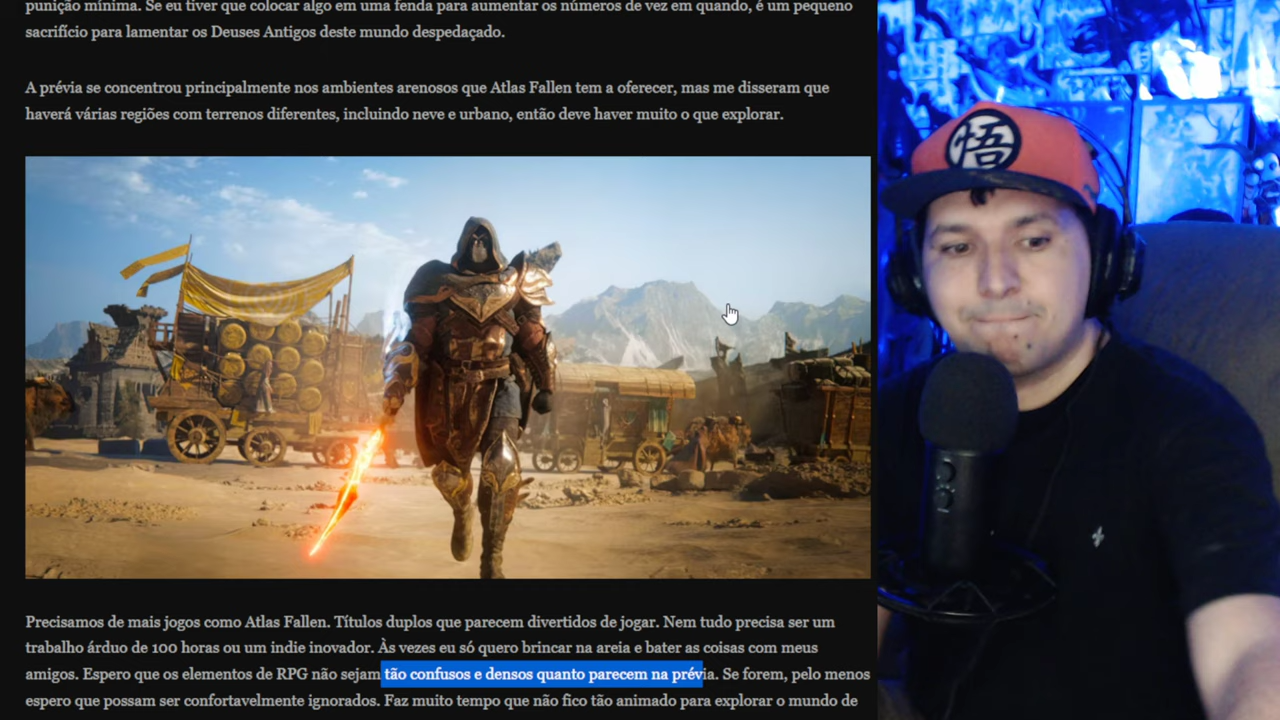 punição mínima. Se eu tiver que colocar algo em uma fenda para aumentar os números de vez em quando, é um pequeno
sacrifício para lamentar os Deuses Antigos deste mundo despedaçado.
A prévia se concentrou principalmente nos ambientes arenosos que Atlas Fallen tem a oferecer, mas me disseram que
haverá várias regiões com terrenos diferentes, incluindo neve e urbano, então deve haver muito o que explorar.
悟
Precisamos de mais jogos como Atlas Fallen. Títulos duplos que parecem divertidos de jogar. Nem tudo precisa ser um
trabalho árduo de 100 horas ou um indie inovador. Às vezes eu só quero brincar na areia e bater as coisas com meus
amigos. Espero que os elementos de RPG não sejam tão confusos e densos quanto parecem na prévia. Se forem, pelo menos
espero que possam ser confortavelmente ignorados. Faz muito tempo que não fico tão animado para explorar o mundo de